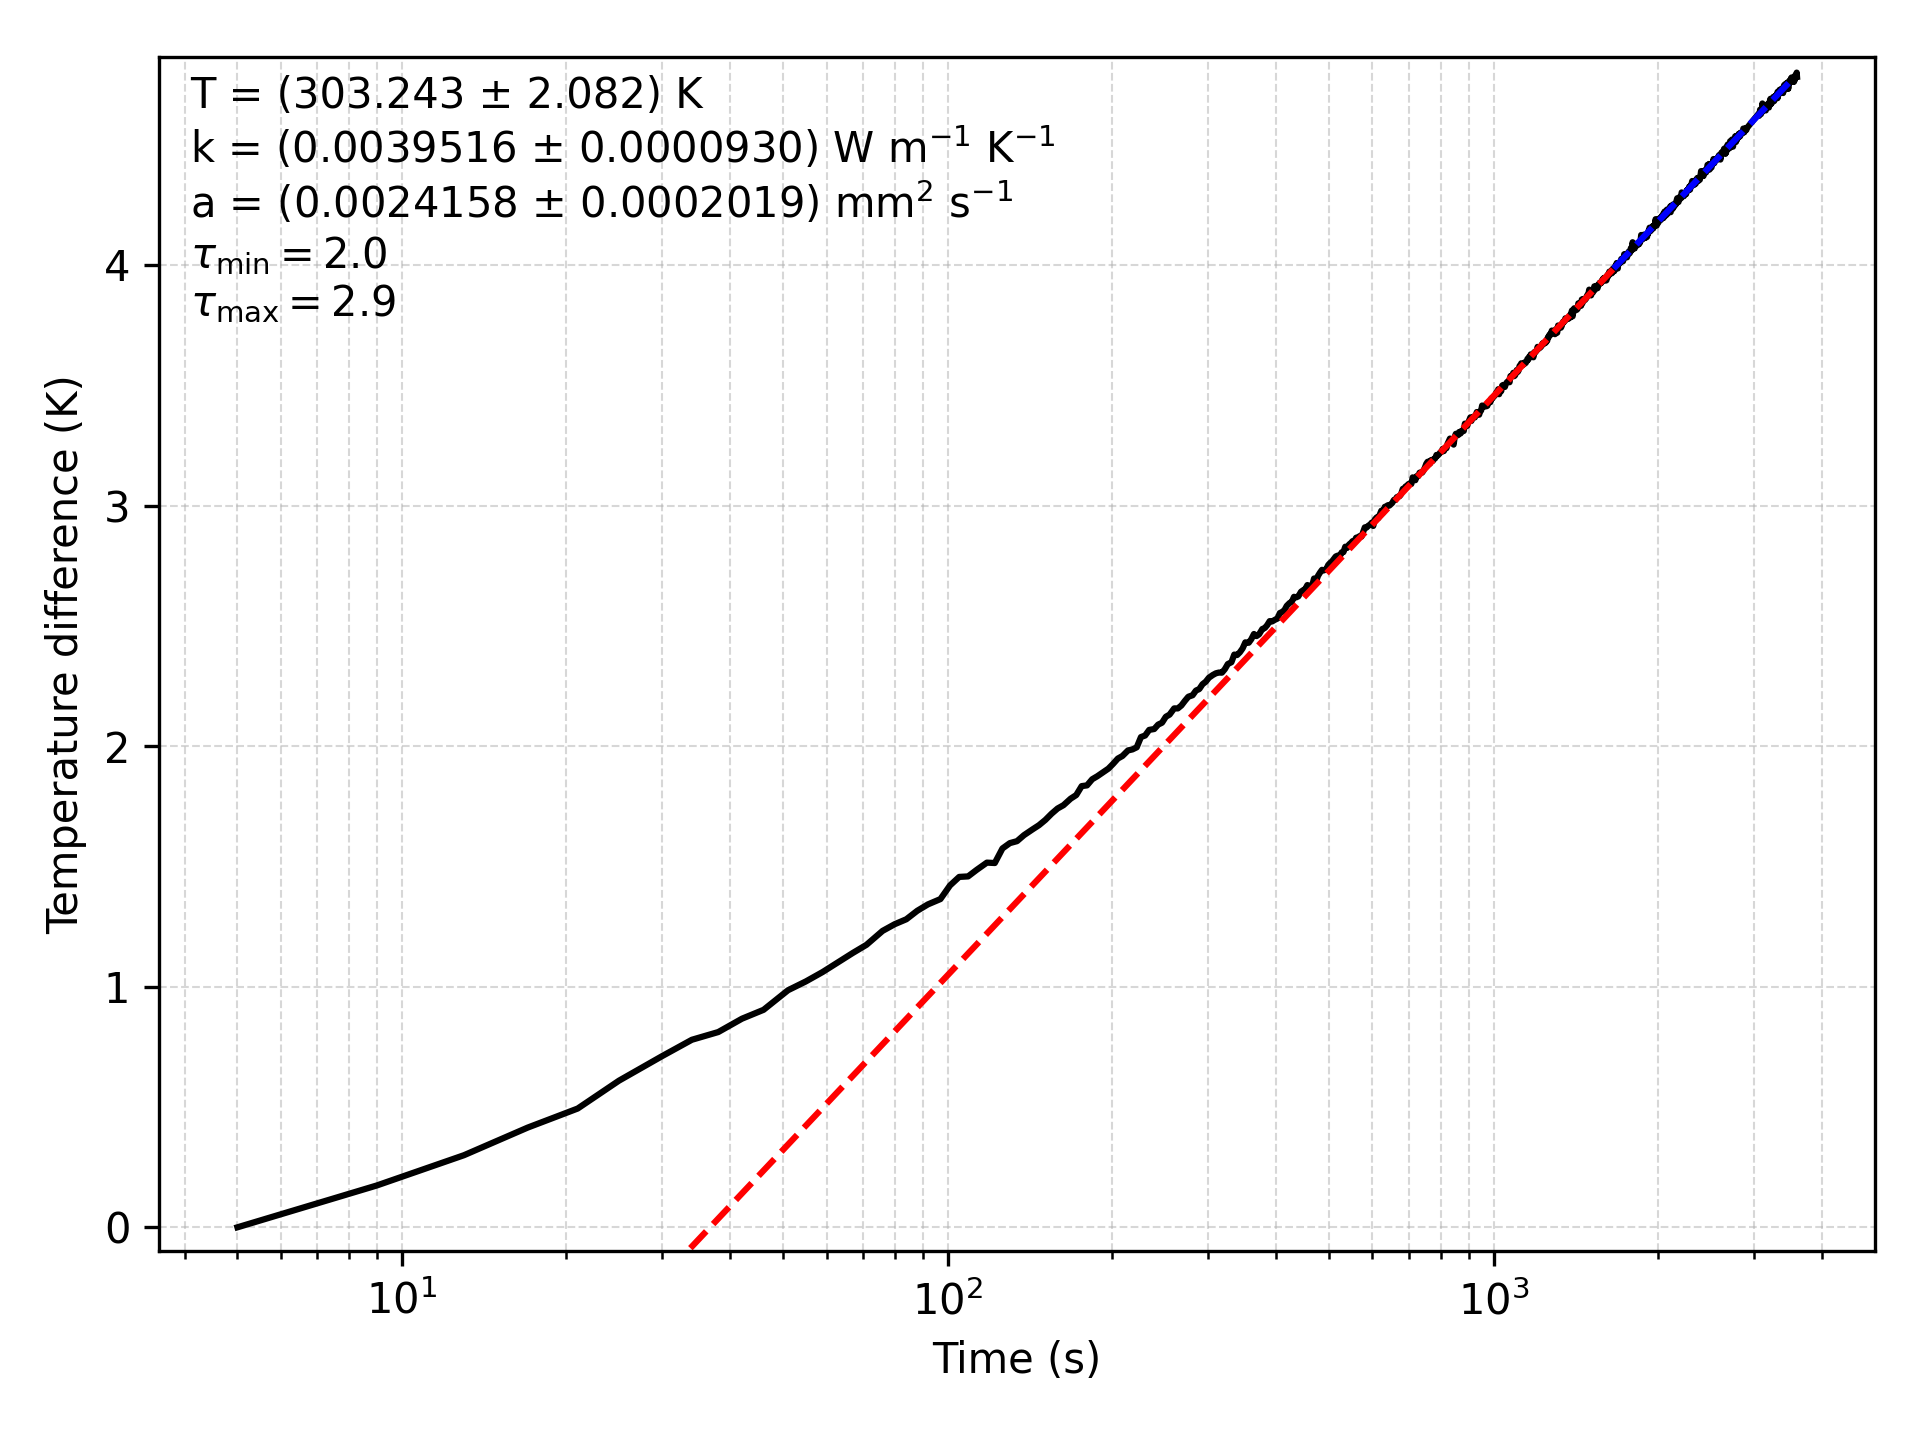 T = (303.243 ± 2.082) K
k = (0.0039516 ± 0.0000930) W m⁻¹ K⁻¹
a = (0.0024158 ± 0.0002019) mm² s⁻¹
τmin = 2.0
τmax = 2.9
4
3
2
1
0
Temperature difference (K)
10¹ 10² 10³
Time (s)